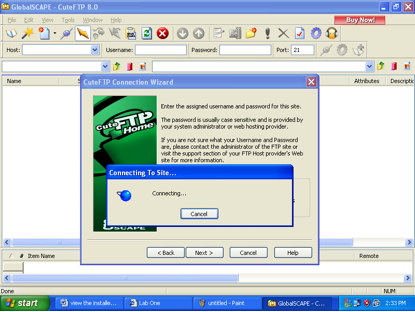 GlobalSCAPE - CuteFTP 8.0
File Edit View Tools Window Help
Buy Now!
Host: Username: Password: Port: 21
Name Attributes Descriptio
CuteFTP Connection Wizard
CuteFTP
Home
Enter the assigned username and password for this site.
The password is usually case sensitive and is provided by
your system administrator or web hosting provider.
If you are not sure what your Username and Password
are, please contact the administrator of the FTP site or
visit the support section of your FTP Host provider's Web
site for more information.
Connecting To Site...
Connecting...
Cancel
SCAPE
< Back Next > Cancel Help
/ # Item Name Remote
Done NUM
start view the installe... Lab One untitled - Paint GlobalSCAPE - C... 2:33 PM